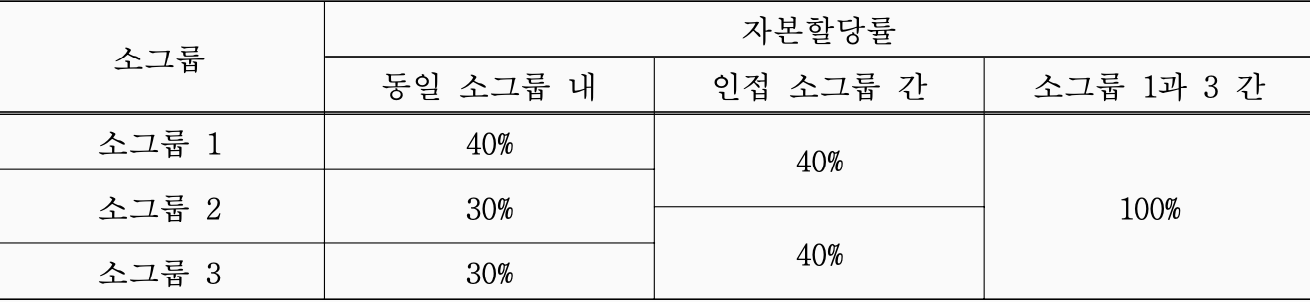 소그룹
자본할당률
동일 소그룹 내
인접 소그룹 간
소그룹 1과 3 간
소그룹 1
40%
40%
소그룹 2
30%
100%
40%
소그룹 3
30%